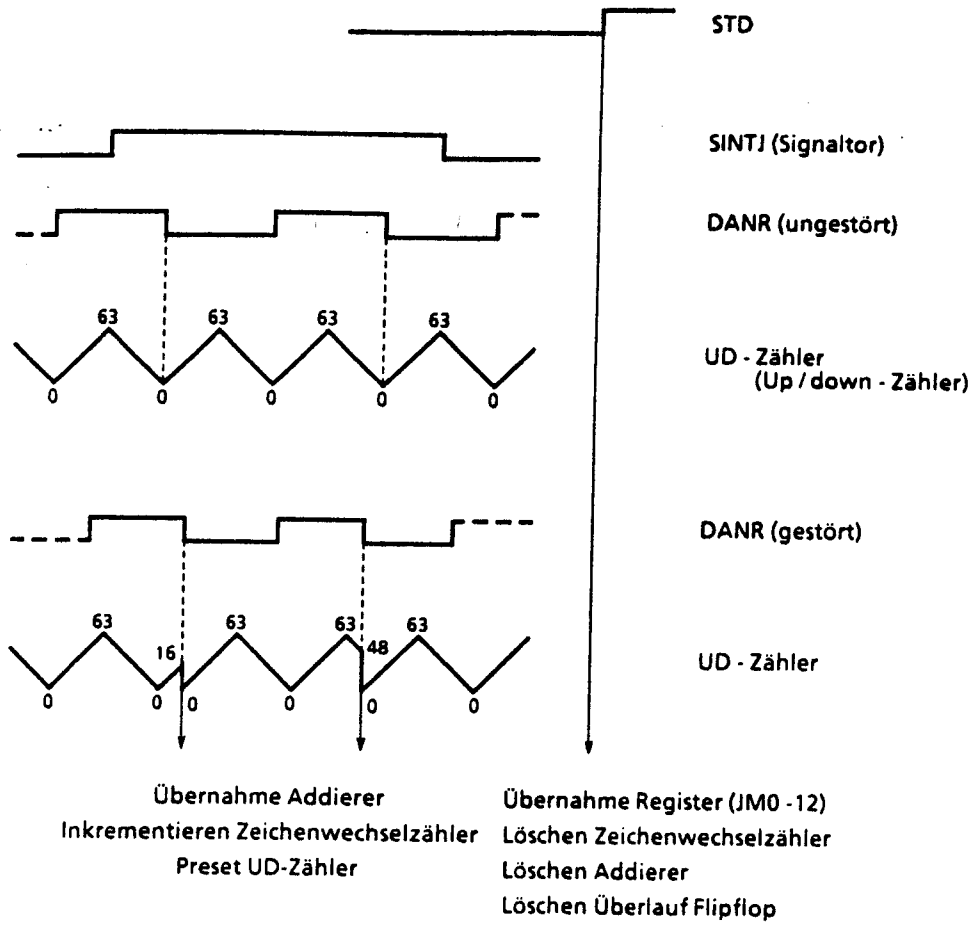 STD
SINTJ (Signaltor)
DANR (ungestört)
63 63 63 63
0 0 0 0 0
UD - Zähler
(Up / down - Zähler)
DANR (gestört)
63 63 63 63
16 48
0 0 0 0 0 0
UD - Zähler
Übernahme Addierer
Inkrementieren Zeichenwechselzähler
Preset UD-Zähler
Übernahme Register (JM0 -12)
Löschen Zeichenwechselzähler
Löschen Addierer
Löschen Überlauf Flipflop